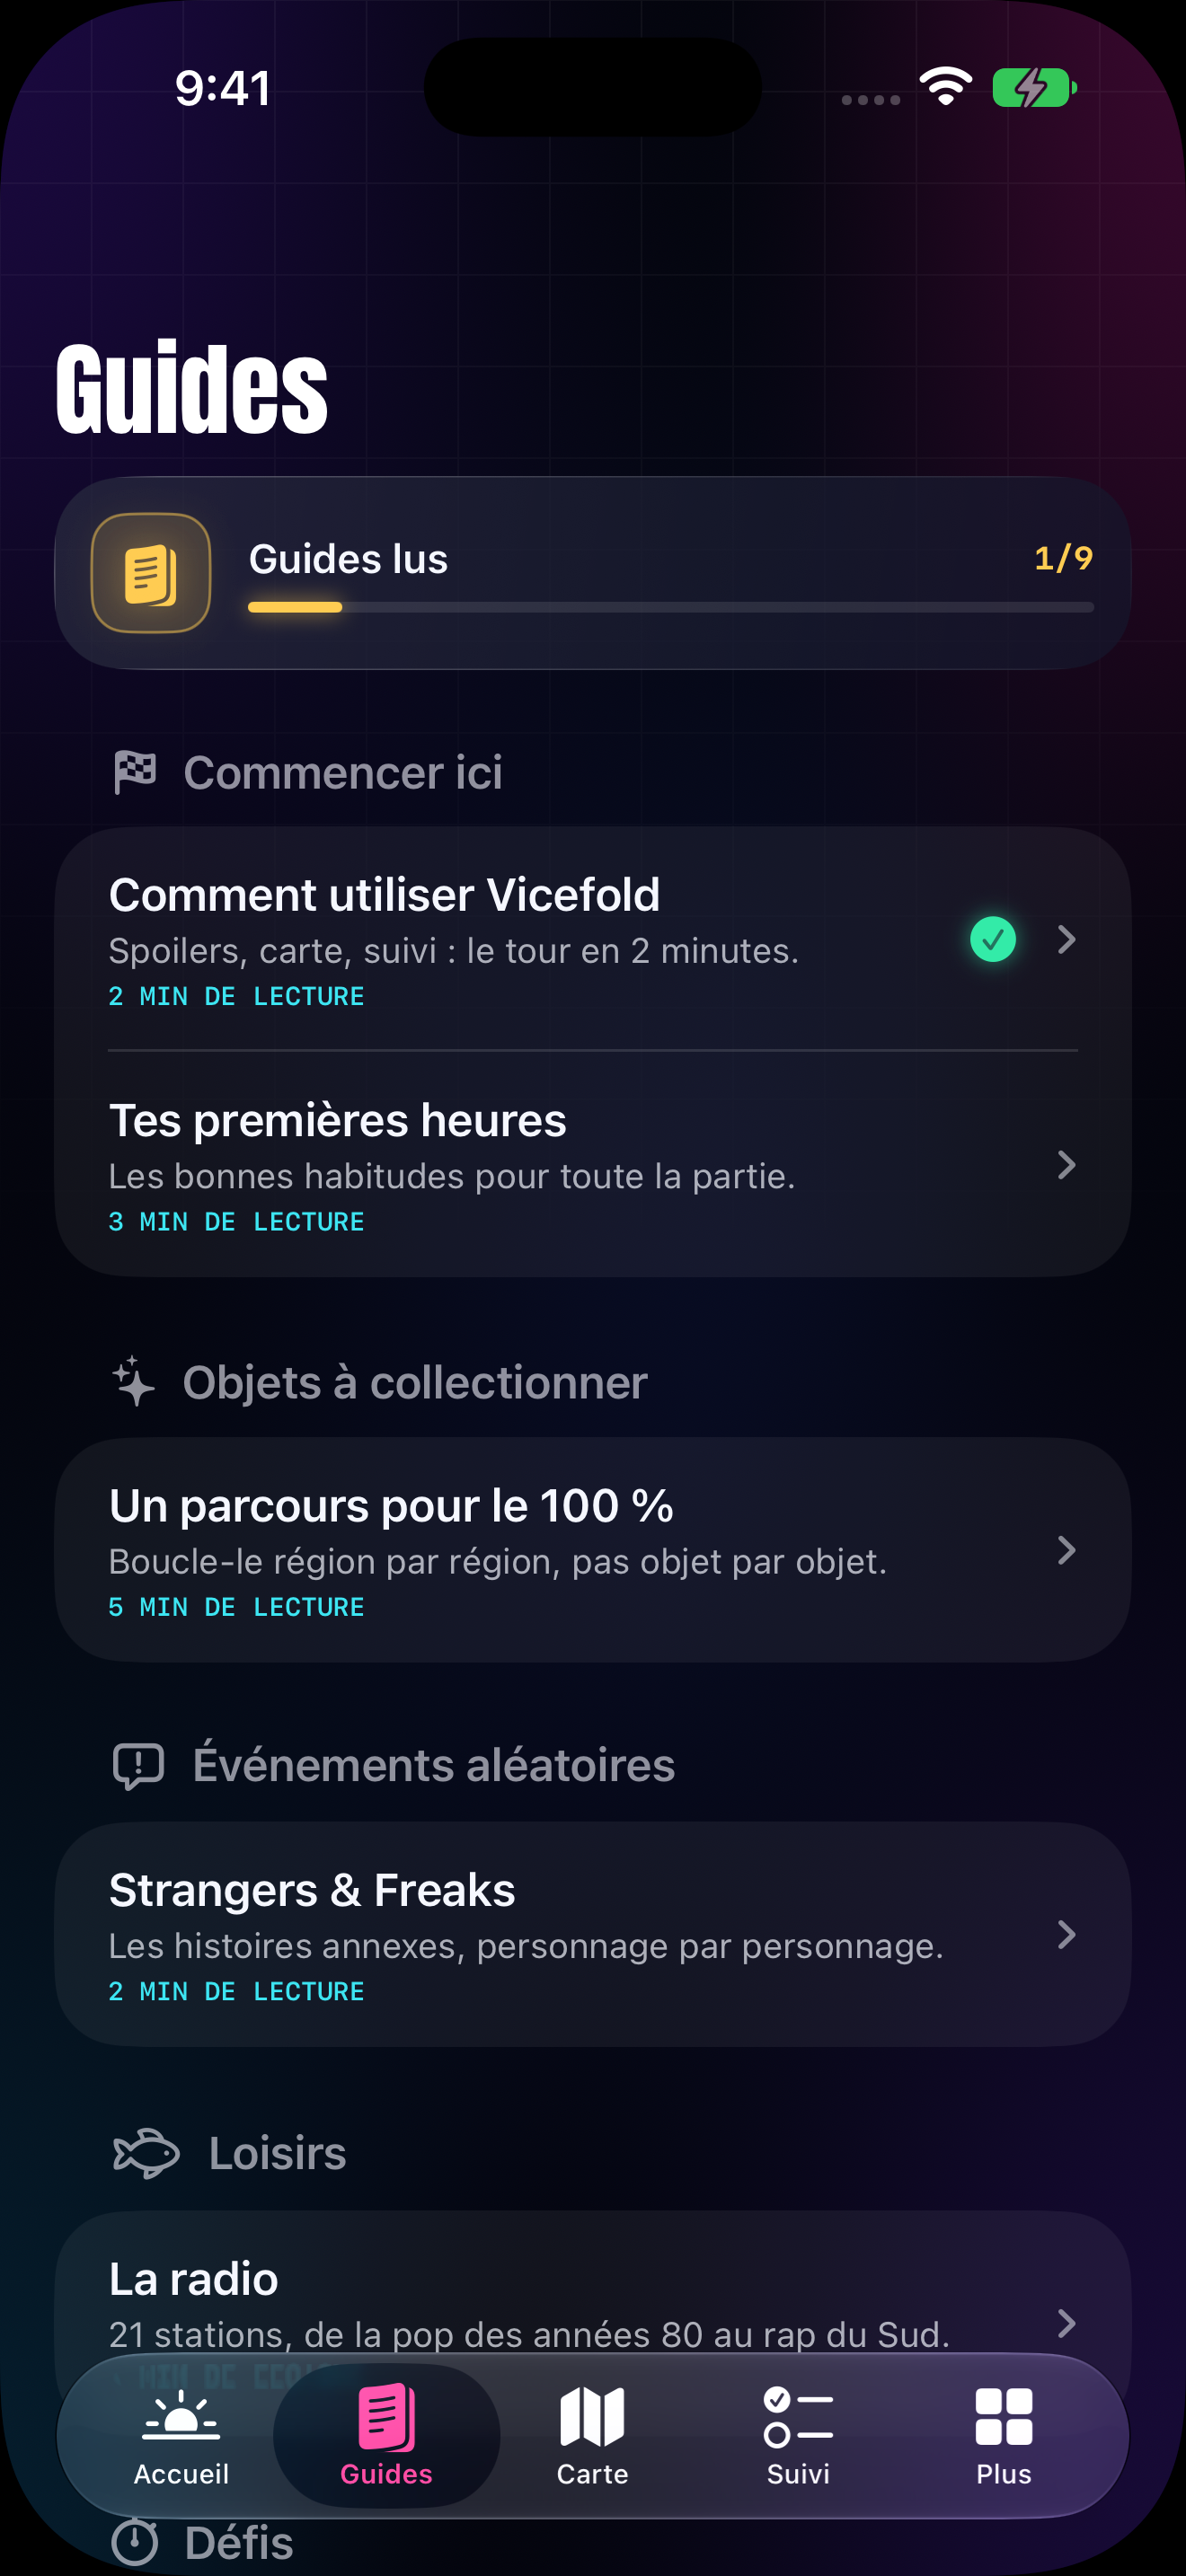 9:41
Guides
Guides lus
1/9
Commencer ici
Comment utiliser Vicefold
Spoilers, carte, suivi : le tour en 2 minutes.
2 MIN DE LECTURE
Tes premières heures
Les bonnes habitudes pour toute la partie.
3 MIN DE LECTURE
Objets à collectionner
Un parcours pour le 100 %
Boucle-le région par région, pas objet par objet.
5 MIN DE LECTURE
Événements aléatoires
Strangers & Freaks
Les histoires annexes, personnage par personnage.
2 MIN DE LECTURE
Loisirs
La radio
21 stations, de la pop des années 80 au rap du Sud.
MIN DE
Accueil
Guides
Carte
Suivi
Plus
Défis